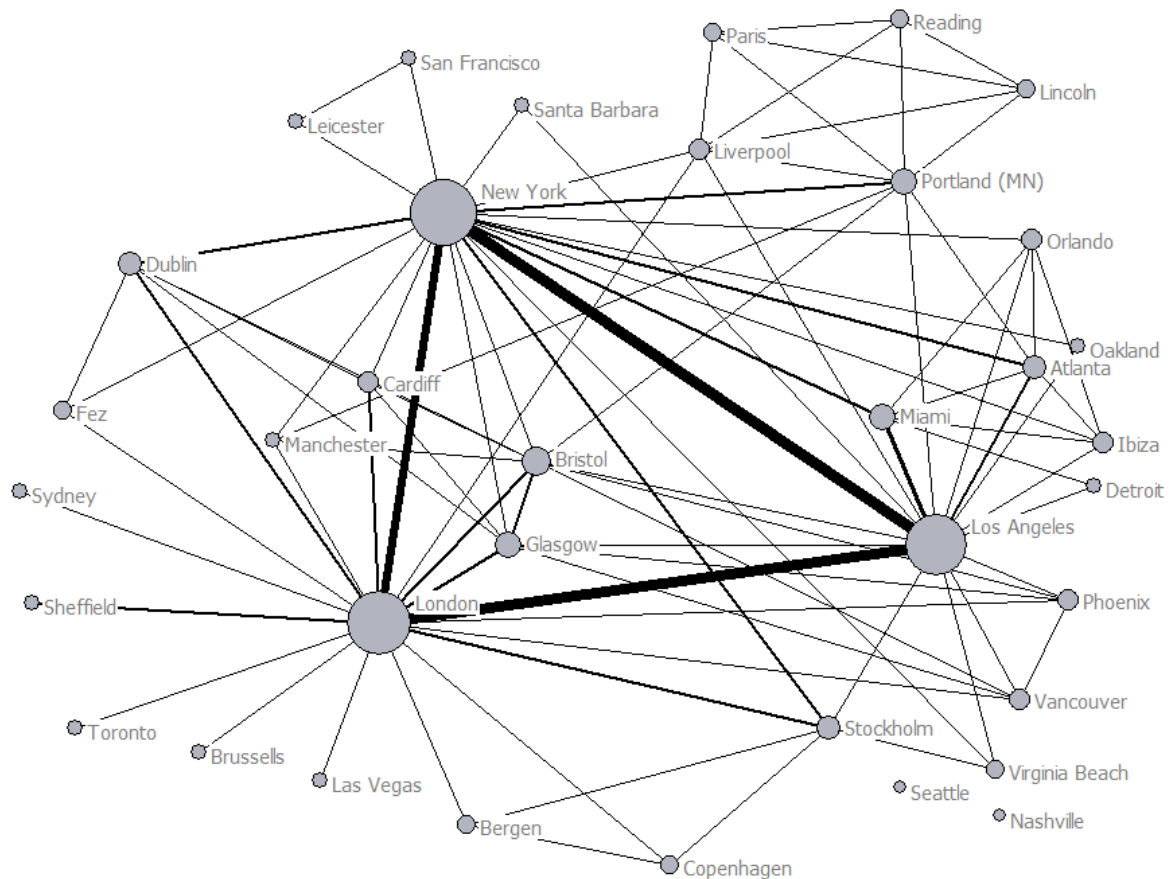 Reading
Paris
San Francisco
Lincoln
Santa Barbara
Leicester
Liverpool
Portland (MN)
New York
Orlando
Dublin
Oakland
Atlanta
Cardiff
Fez
Miami
Manchester
Ibiza
Bristol
Detroit
Sydney
Los Angeles
Glasgow
Phoenix
London
Sheffield
Vancouver
Stockholm
Toronto
Brussells
Virginia Beach
Las Vegas
Seattle
Nashville
Bergen
Copenhagen